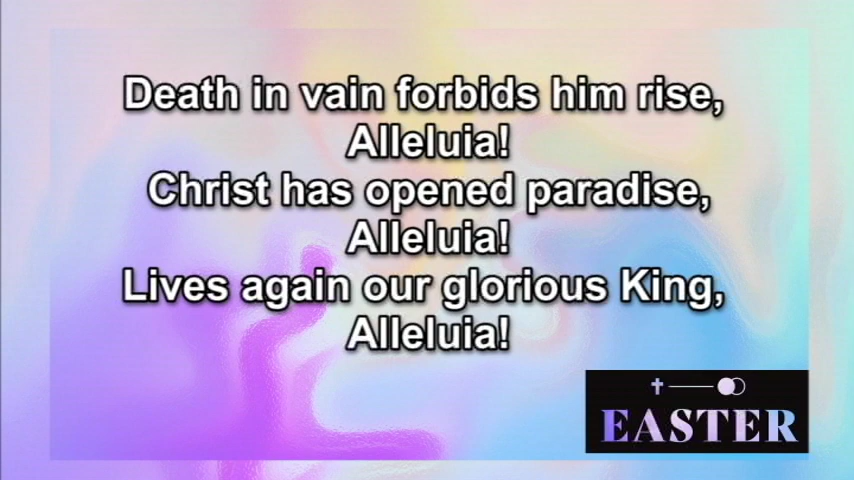 Death in vain forbids him rise,
Alleluia!
Christ has opened paradise,
Alleluia!
Lives again our glorious King,
Alleluia!
EASTER